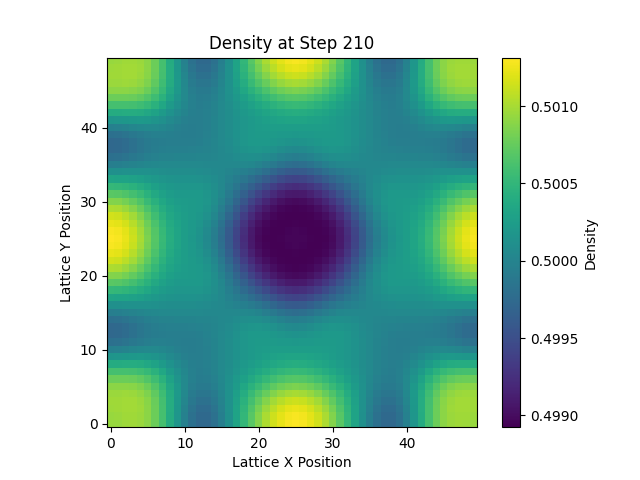 Density at Step 210
Lattice Y Position
40
30
20
10
0
0 10 20 30 40
Lattice X Position
0.5010
0.5005
0.5000
0.4995
0.4990
Density